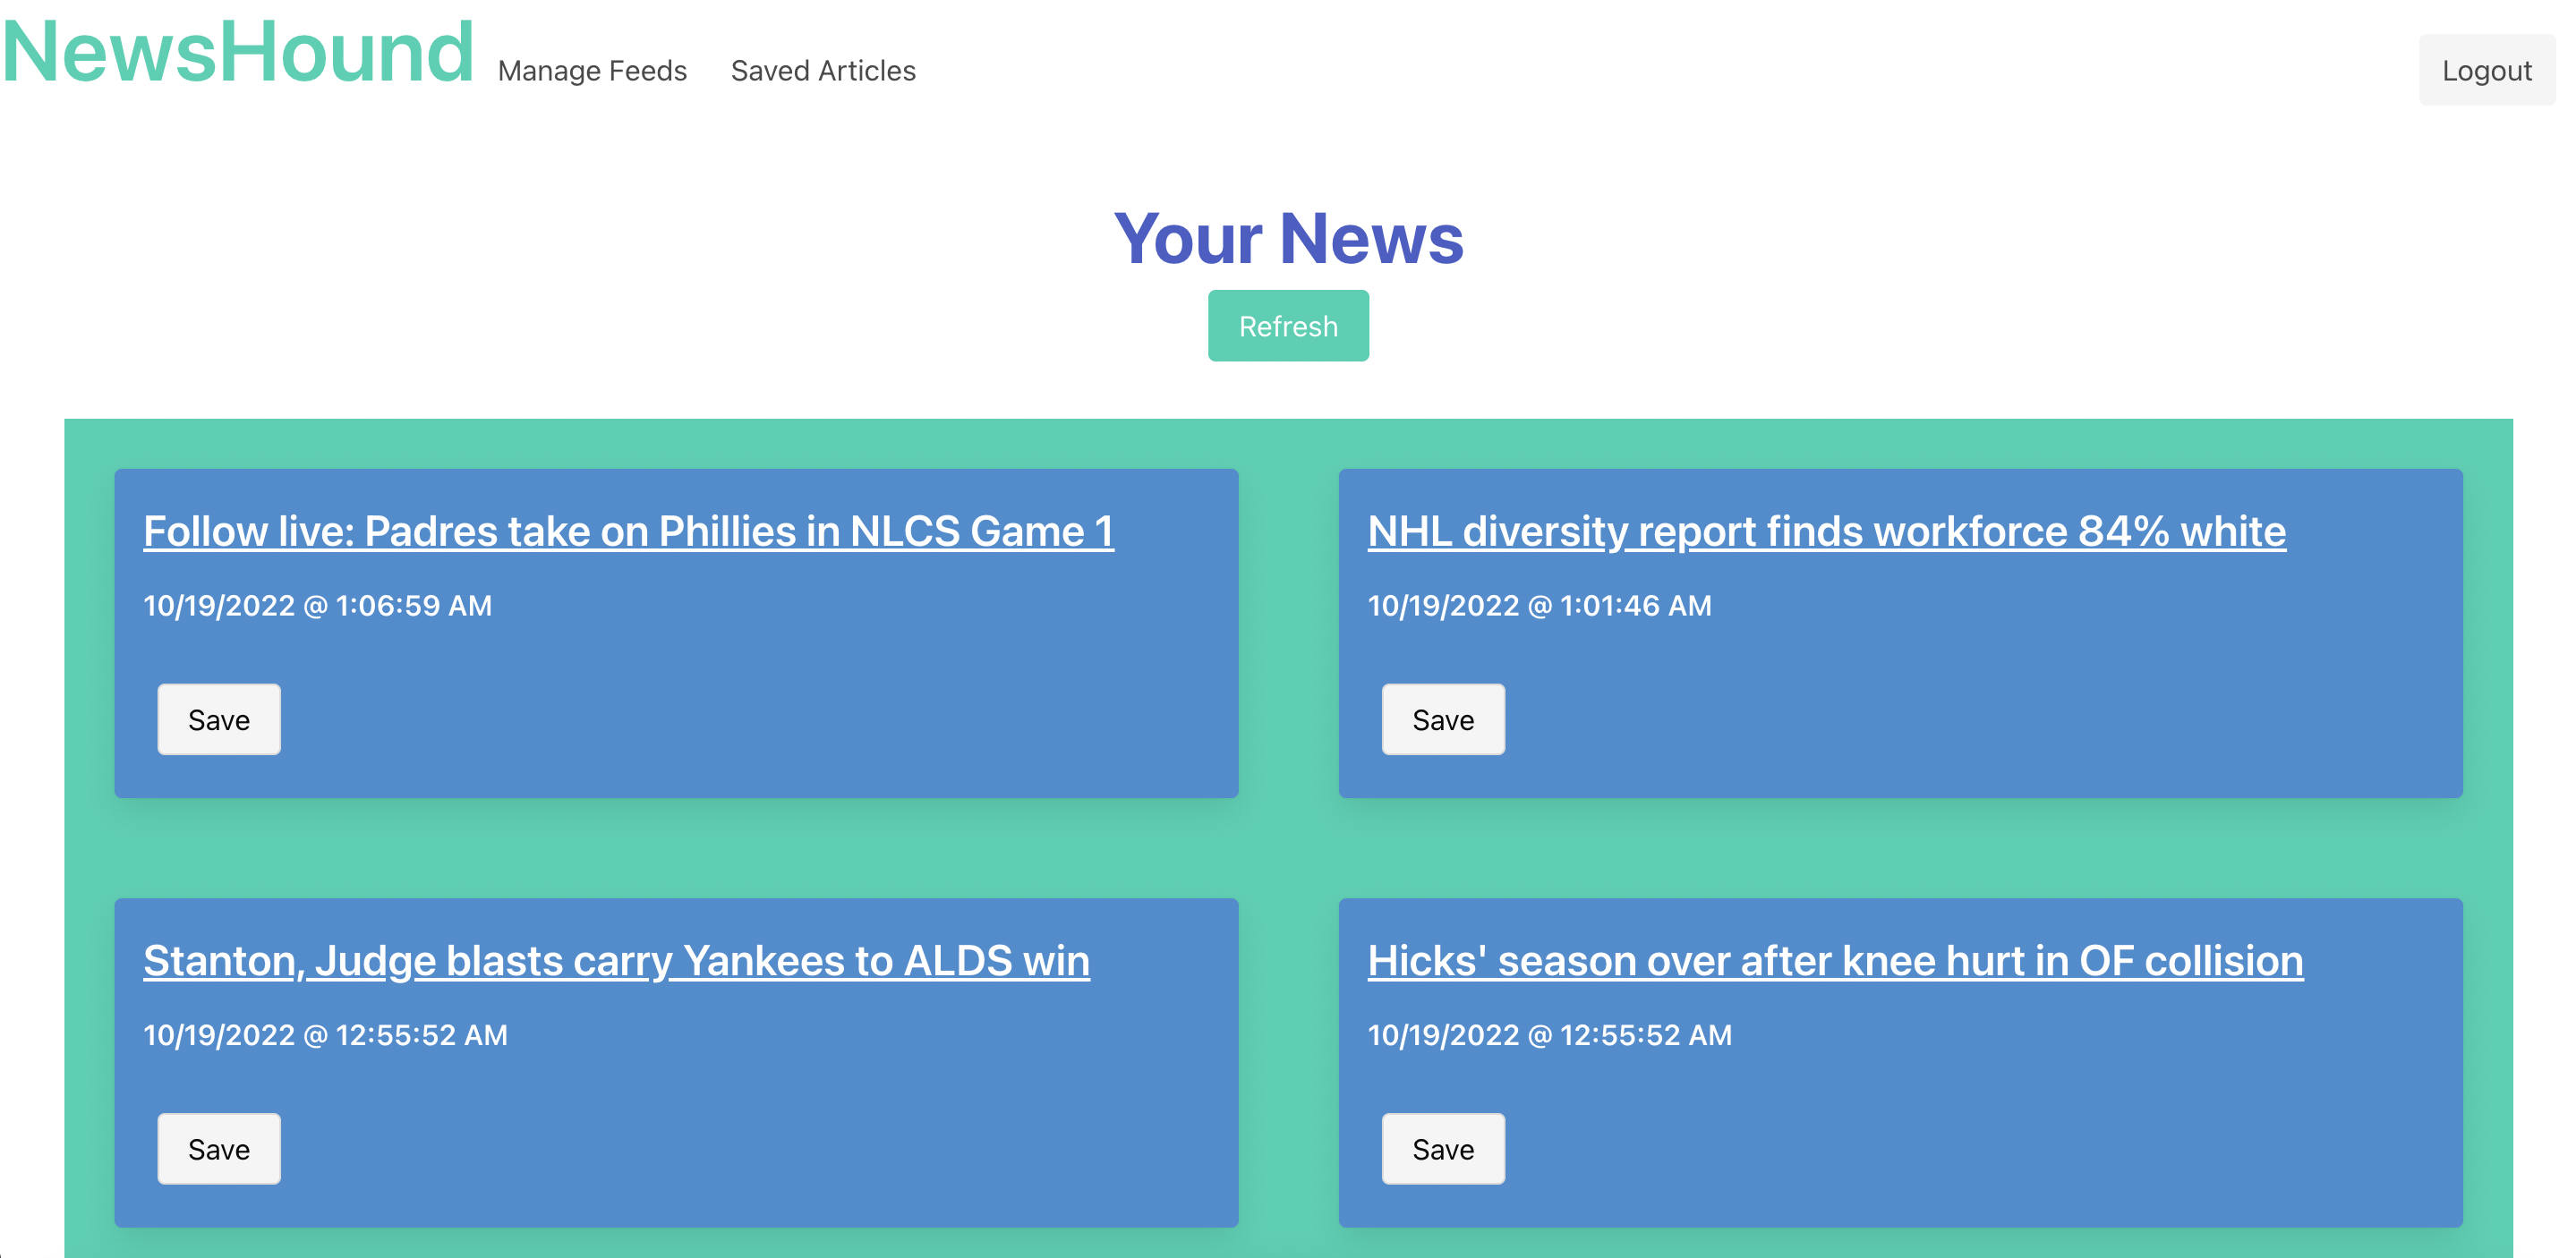 NewsHound
Manage Feeds
Saved Articles
Logout
Your News
Refresh
Follow live: Padres take on Phillies in NLCS Game 1
10/19/2022 @ 1:06:59 AM
Save
NHL diversity report finds workforce 84% white
10/19/2022 @ 1:01:46 AM
Save
Stanton, Judge blasts carry Yankees to ALDS win
10/19/2022 @ 12:55:52 AM
Save
Hicks' season over after knee hurt in OF collision
10/19/2022 @ 12:55:52 AM
Save